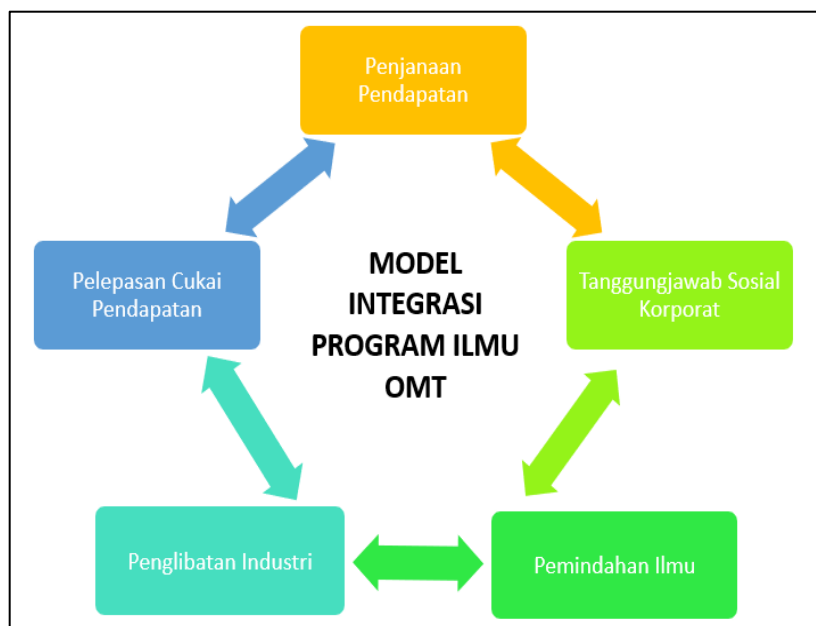 Penjanaan
Pendapatan
Pelepasan Cukai
Pendapatan
MODEL
INTEGRASI
PROGRAM ILMU
OMT
Tanggungjawab Sosial
Korporat
Penglibatan Industri
Pemindahan Ilmu